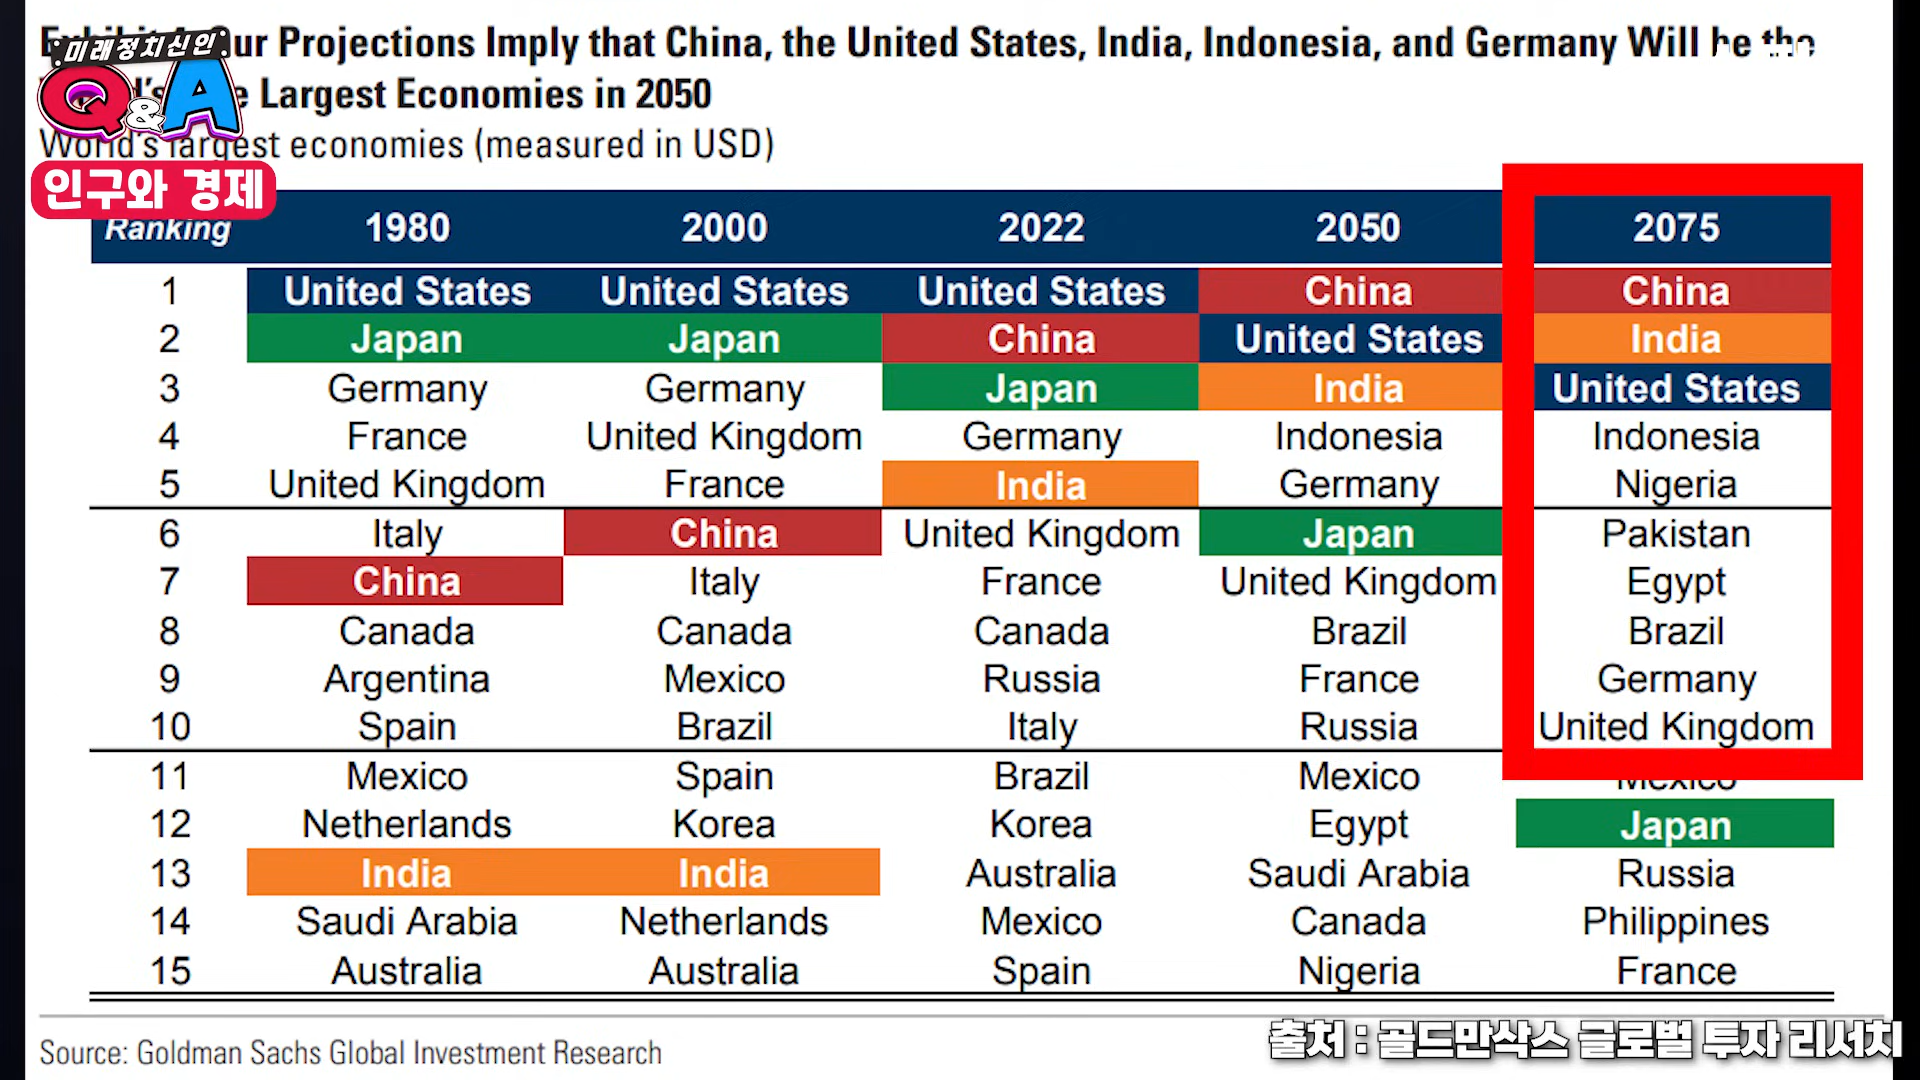 Our Projections Imply that China, the United States, India, Indonesia, and Germany Will be the
Largest Economies in 2050
World's largest economies (measured in USD)
미래정치신인
Q&A
인구와 경제
Ranking 1980 2000 2022 2050 2075
1 United States United States United States China China
2 Japan Japan China United States India
3 Germany Germany Japan India United States
4 France United Kingdom Germany Indonesia Indonesia
5 United Kingdom France India Germany Nigeria
6 Italy China United Kingdom Japan Pakistan
7 China Italy France United Kingdom Egypt
8 Canada Canada Canada Brazil Brazil
9 Argentina Mexico Russia France Germany
10 Spain Brazil Italy Russia United Kingdom
11 Mexico Spain Brazil Mexico Mexico
12 Netherlands Korea Korea Egypt Japan
13 India India Australia Saudi Arabia Russia
14 Saudi Arabia Netherlands Mexico Canada Philippines
15 Australia Australia Spain Nigeria France
Source: Goldman Sachs Global Investment Research
출처 : 골드만삭스 글로벌 투자 리서치